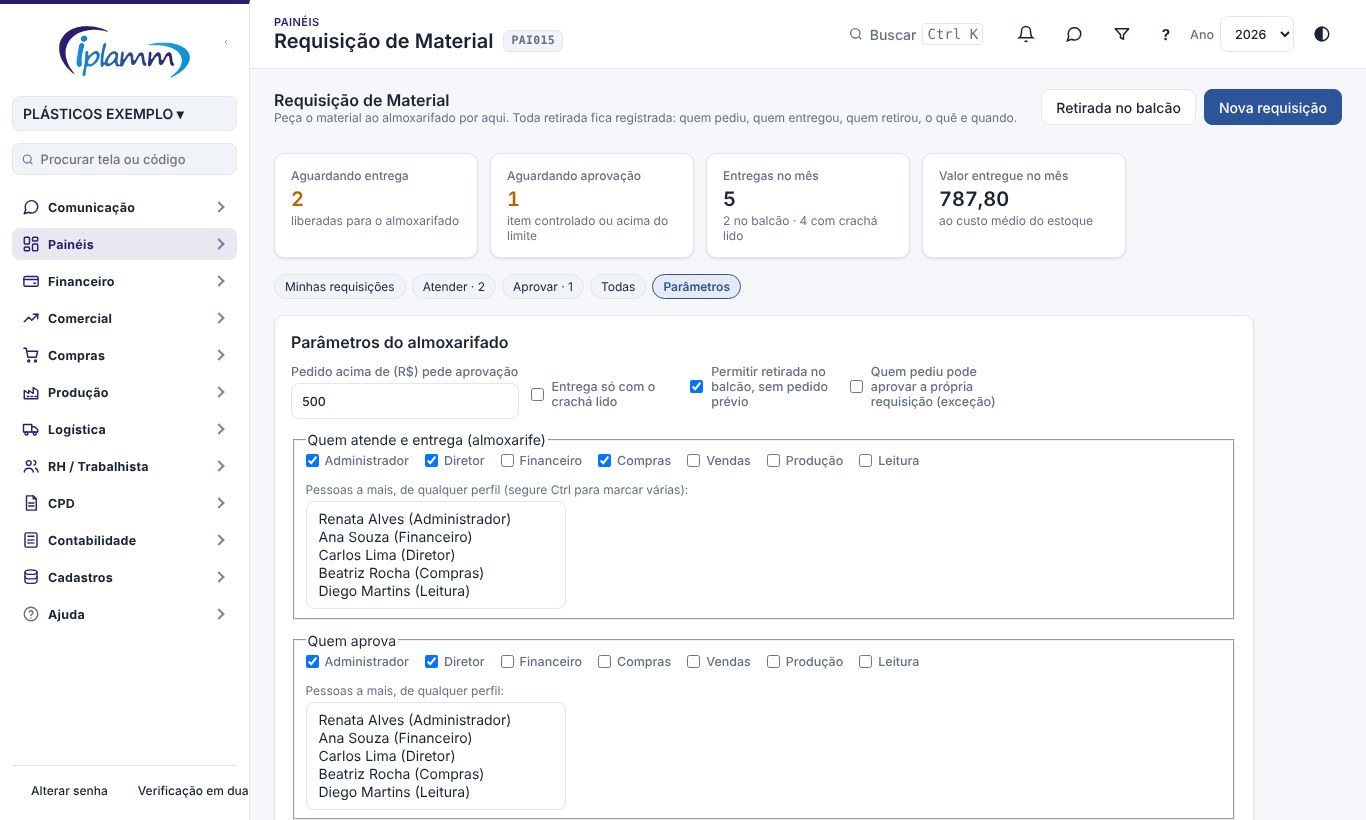 iplamm
PLÁSTICOS EXEMPLO ▾
Procurar tela ou código
Comunicação
Painéis
Financeiro
Comercial
Compras
Produção
Logística
RH / Trabalhista
CPD
Contabilidade
Cadastros
Ajuda
Alterar senha
Verificação em dua
PAINÉIS
Requisição de Material PAI015
Buscar Ctrl K
? Ano 2026
Requisição de Material
Peça o material ao almoxarifado por aqui. Toda retirada fica registrada: quem pediu, quem entregou, quem retirou, o quê e quando.
Retirada no balcão
Nova requisição
Aguardando entrega
2
liberadas para o almoxarifado
Aguardando aprovação
1
item controlado ou acima do
limite
Entregas no mês
5
2 no balcão · 4 com crachá
lido
Valor entregue no mês
787,80
ao custo médio do estoque
Minhas requisições
Atender · 2
Aprovar · 1
Todas
Parâmetros
Parâmetros do almoxarifado
Pedido acima de (R$) pede aprovação
500
Entrega só com o
crachá lido
Permitir retirada no
balcão, sem pedido
prévio
Quem pediu pode
aprovar a própria
requisição (exceção)
Quem atende e entrega (almoxarife)
Administrador Diretor Financeiro Compras Vendas Produção Leitura
Pessoas a mais, de qualquer perfil (segure Ctrl para marcar várias):
Renata Alves (Administrador)
Ana Souza (Financeiro)
Carlos Lima (Diretor)
Beatriz Rocha (Compras)
Diego Martins (Leitura)
Quem aprova
Administrador Diretor Financeiro Compras Vendas Produção Leitura
Pessoas a mais, de qualquer perfil:
Renata Alves (Administrador)
Ana Souza (Financeiro)
Carlos Lima (Diretor)
Beatriz Rocha (Compras)
Diego Martins (Leitura)